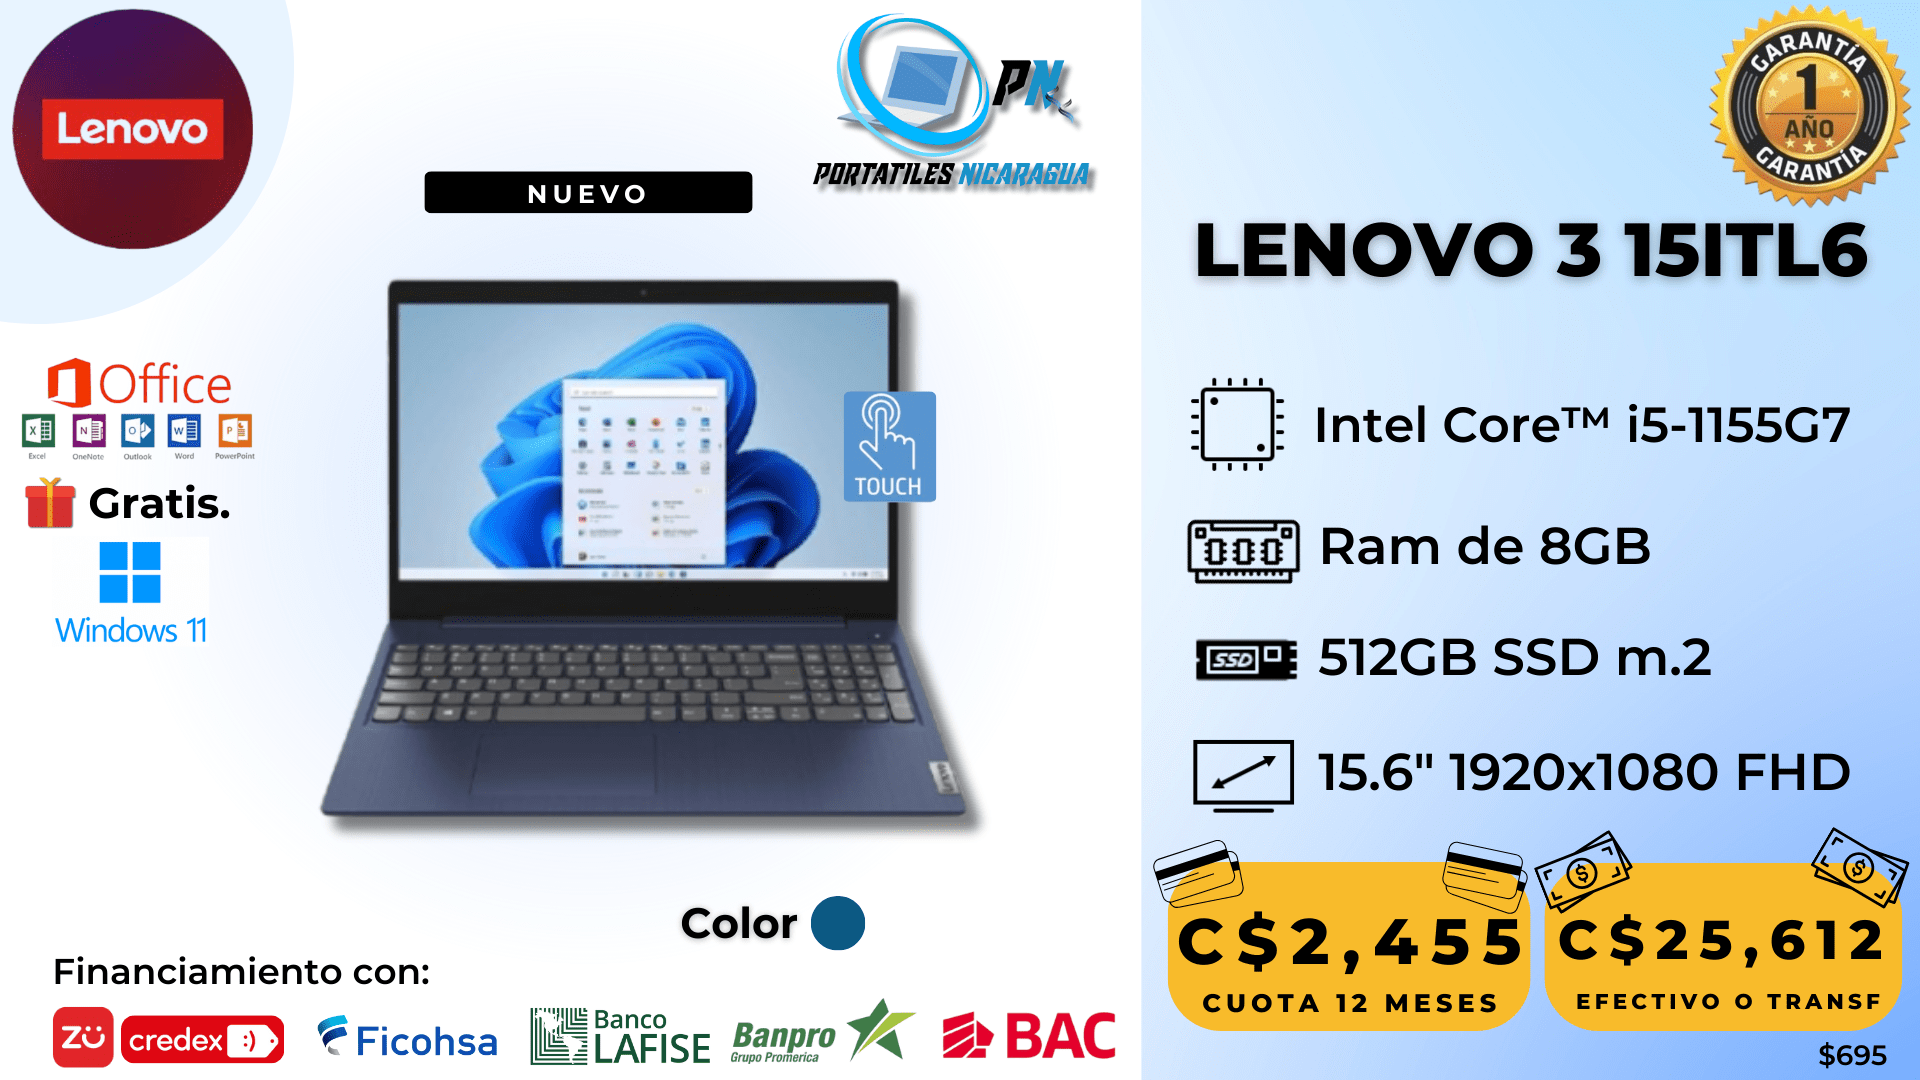 Lenovo
PN
PORTATILES NICARAGUA
NUEVO
GARANTÍA
1
AÑO
GARANTÍA
LENOVO 3 15ITL6
Office
Excel
OneNote
Outlook
Word
PowerPoint
Gratis.
Windows 11
TOUCH
Lenovo
Intel Core™ i5-1155G7
Ram de 8GB
SSD
512GB SSD m.2
15.6" 1920x1080 FHD
Color
Financiamiento con:
zü
credex :)
Ficohsa
Banco
LAFISE
Banpro
Grupo Promerica
BAC
C$2,455
CUOTA 12 MESES
C$25,612
EFECTIVO O TRANSF
$695